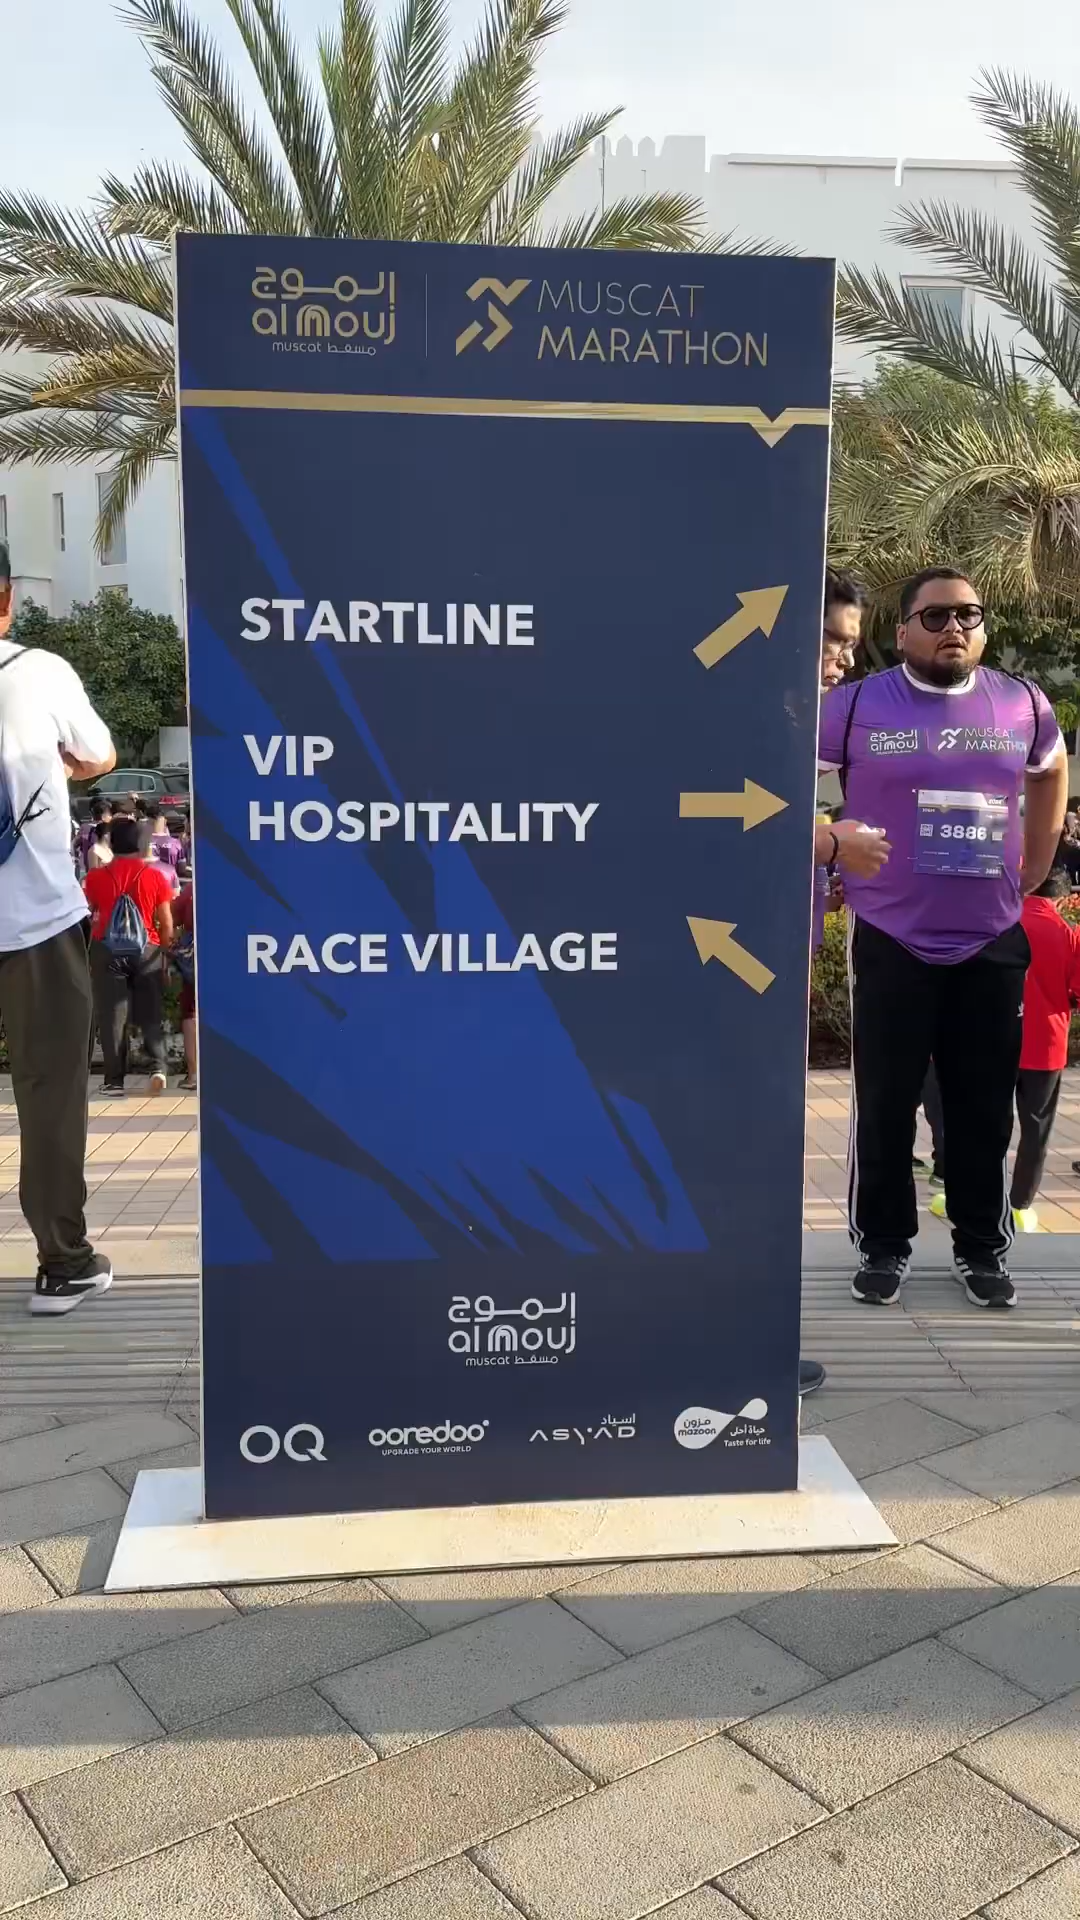 الموج
al mouj
muscat مسقط
MUSCAT
MARATHON
STARTLINE
VIP
HOSPITALITY
RACE VILLAGE
الموج
al mouj
muscat مسقط
OQ
ooredoo
UPGRADE YOUR WORLD
اسياد
ASYAD
مزون
mazoon
حياة أحلى
Taste for life
الموج
al mouj
MUSCAT
MARATHON
3886